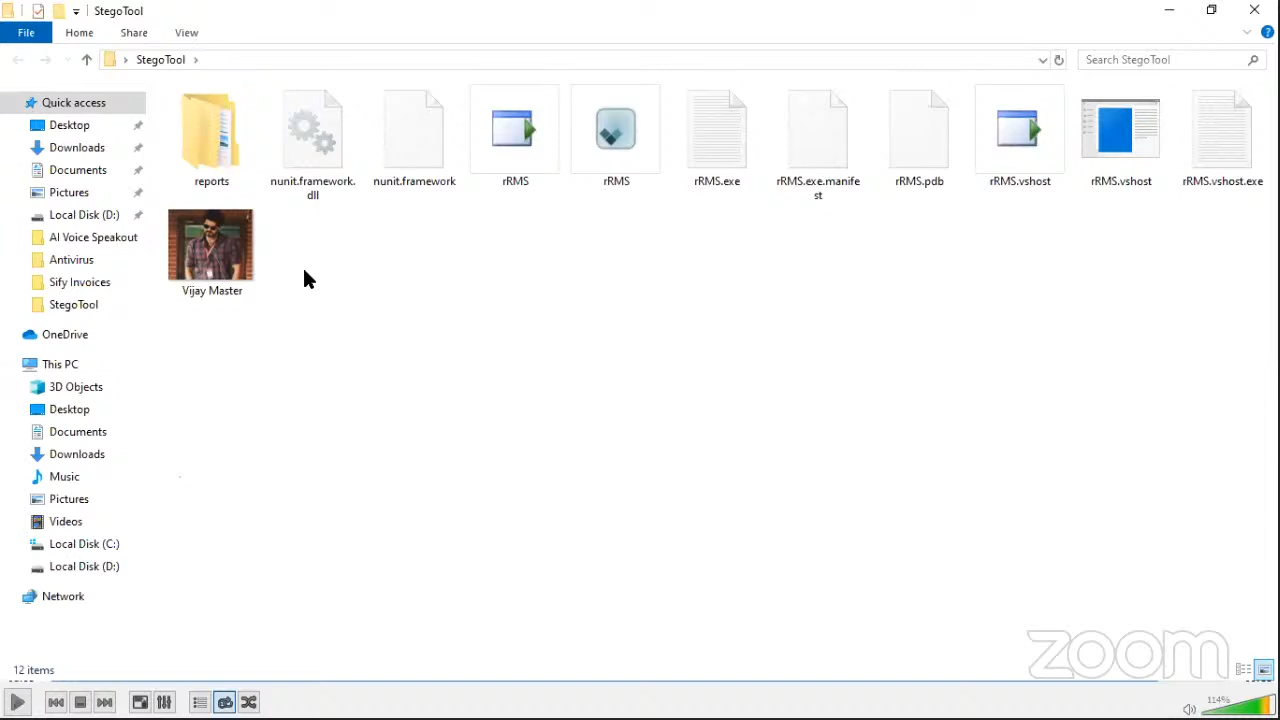 StegoTool
File Home Share View
StegoTool
Search StegoTool
Quick access
Desktop
Downloads
Documents
Pictures
Local Disk (D:)
AI Voice Speakout
Antivirus
Sify Invoices
StegoTool
OneDrive
This PC
3D Objects
Desktop
Documents
Downloads
Music
Pictures
Videos
Local Disk (C:)
Local Disk (D:)
Network
reports
nunit.framework.
dll
nunit.framework
rRMS
rRMS
rRMS.exe
rRMS.exe.manife
st
rRMS.pdb
rRMS.vshost
rRMS.vshost
rRMS.vshost.exe
Vijay Master
12 items
zoom
114%